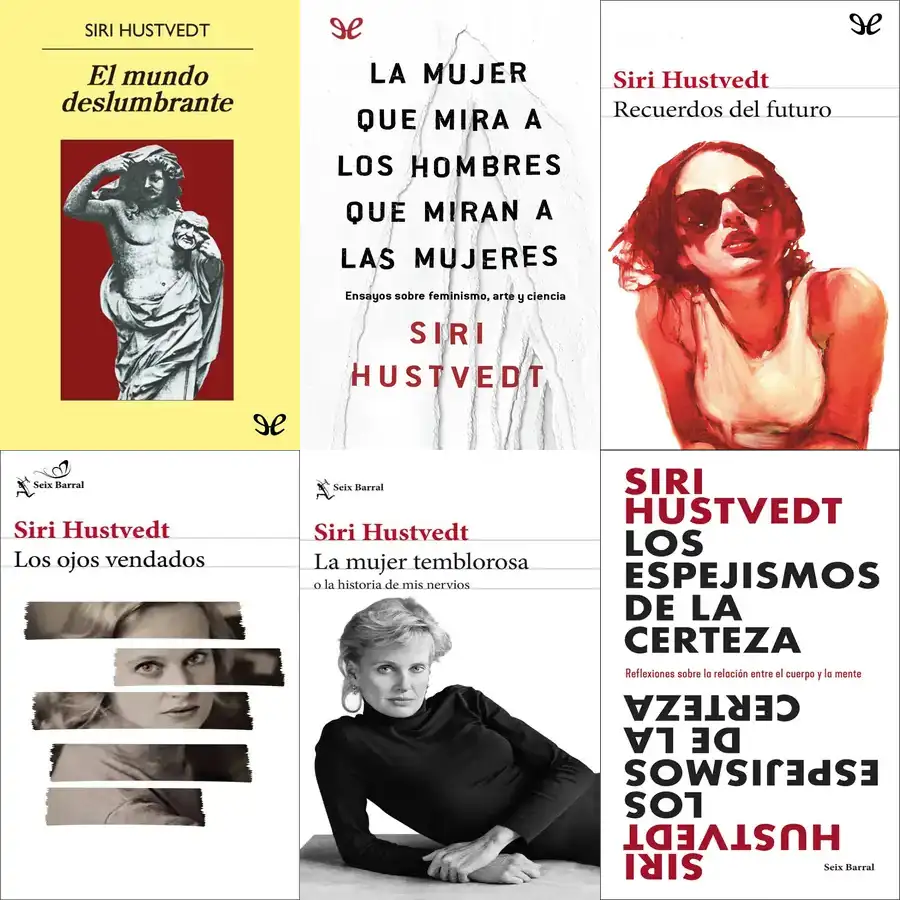 SIRI HUSTVEDT
El mundo
deslumbrante
LA MUJER
QUE MIRA A
LOS HOMBRES
QUE MIRAN A
LAS MUJERES
Ensayos sobre feminismo, arte y ciencia
SIRI
HUSTVEDT
Siri Hustvedt
Recuerdos del futuro
Seix Barral
Siri Hustvedt
Los ojos vendados
Seix Barral
Siri Hustvedt
La mujer temblorosa
o la historia de mis nervios
SIRI
HUSTVEDT
LOS
ESPEJISMOS
DE LA
CERTEZA
Reflexiones sobre la relación entre el cuerpo y la mente
CERTEZA
DE LA
ESPEJISMOS
LOS
HUSTVEDT
SIRI
Seix Barral